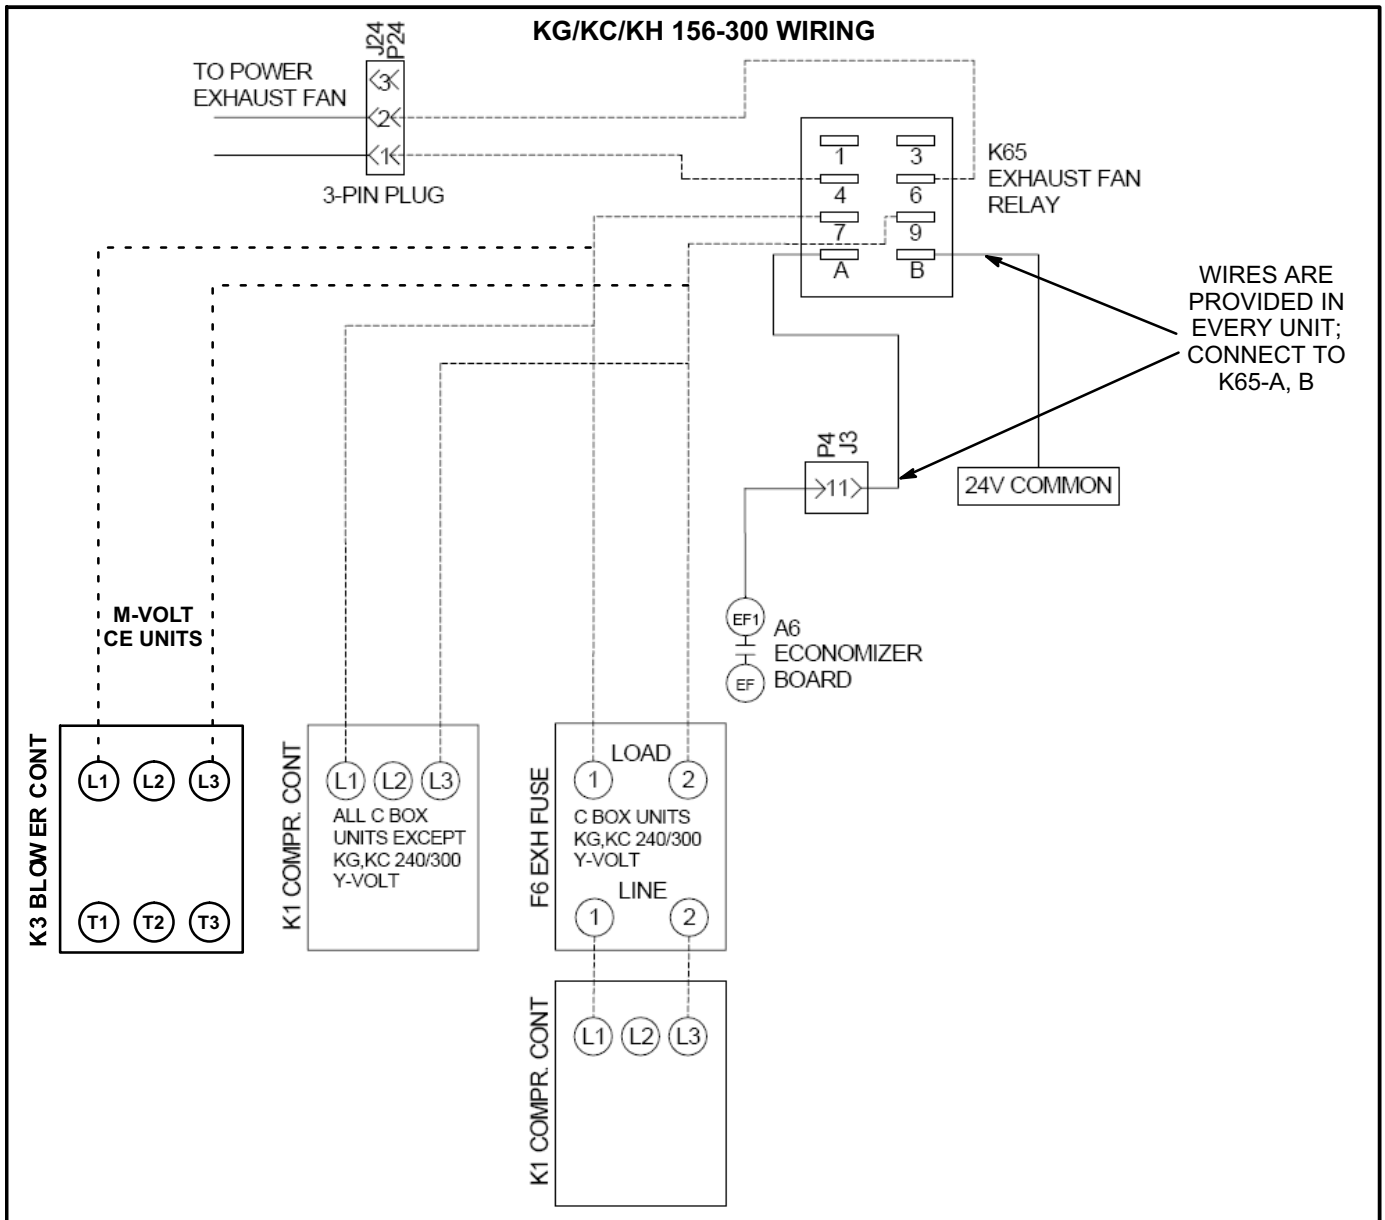 KG/KC/KH 156-300 WIRING
J24
P24
TO POWER
EXHAUST FAN
3
2
1
3-PIN PLUG
1
3
4
6
7
9
A
B
K65
EXHAUST FAN
RELAY
WIRES ARE
PROVIDED IN
EVERY UNIT;
CONNECT TO
K65-A, B
P4
J3
11
24V COMMON
EF1
EF
A6
ECONOMIZER
BOARD
M-VOLT
CE UNITS
K3 BLOWER CONT
L1 L2 L3
T1 T2 T3
K1 COMPR. CONT
L1 L2 L3
ALL C BOX
UNITS EXCEPT
KG,KC 240/300
Y-VOLT
F6 EXH FUSE
LOAD
1 2
C BOX UNITS
KG,KC 240/300
Y-VOLT
LINE
1 2
K1 COMPR. CONT
L1 L2 L3